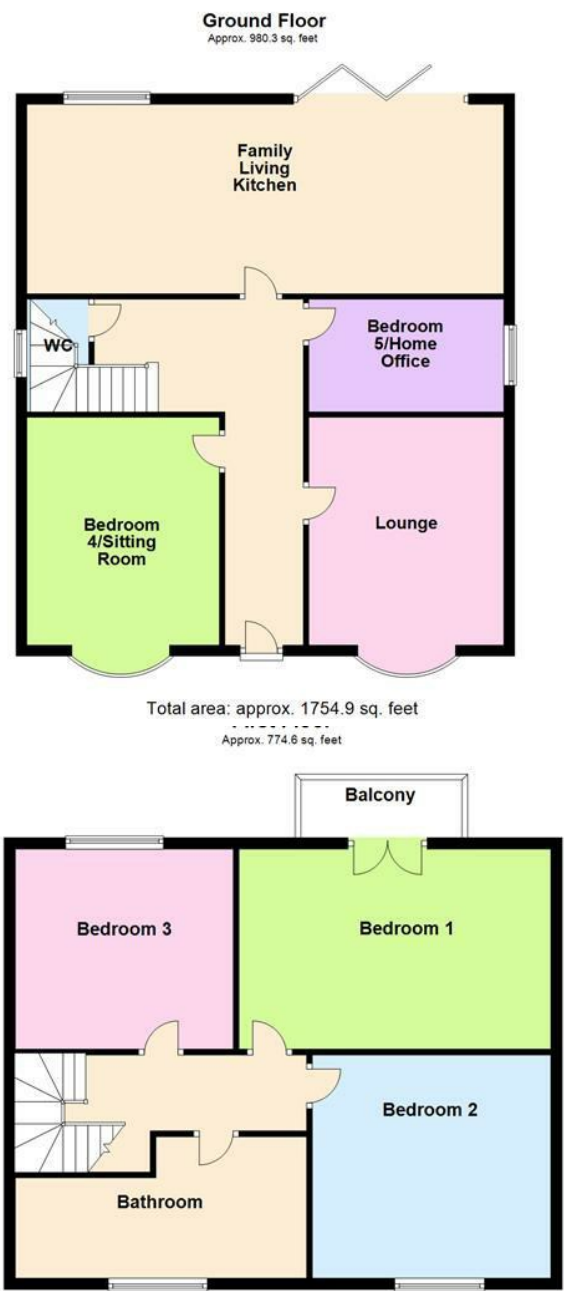 Ground Floor
Approx. 980.3 sq. feet
Family
Living
Kitchen
WC
Bedroom
5/Home
Office
Bedroom
4/Sitting
Room
Lounge
Total area: approx. 1754.9 sq. feet
Approx. 774.6 sq. feet
Balcony
Bedroom 3
Bedroom 1
Bedroom 2
Bathroom